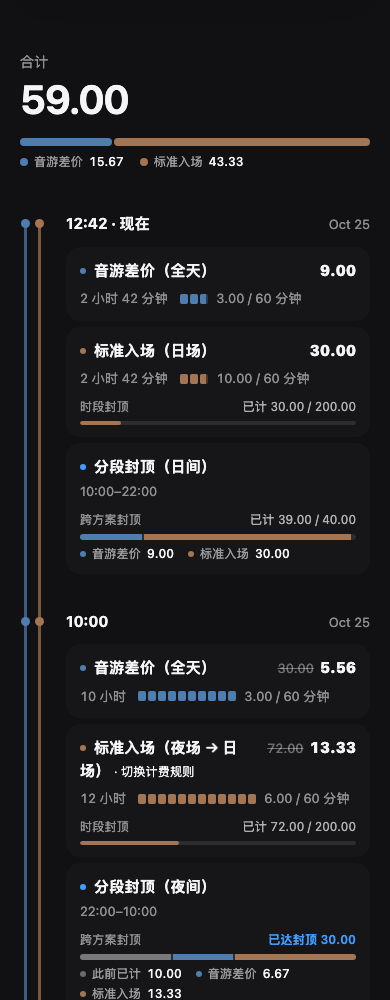 合计
59.00
音游差价 15.67 标准入场 43.33
12:42 · 现在 Oct 25
音游差价（全天） 9.00
2 小时 42 分钟 3.00 / 60 分钟
标准入场（日场） 30.00
2 小时 42 分钟 10.00 / 60 分钟
时段封顶 已计 30.00 / 200.00
分段封顶（日间）
10:00–22:00
跨方案封顶 已计 39.00 / 40.00
音游差价 9.00 标准入场 30.00
10:00 Oct 25
音游差价（全天） 30.00 5.56
10 小时 3.00 / 60 分钟
标准入场（夜场 → 日 72.00 13.33
场） · 切换计费规则
12 小时 6.00 / 60 分钟
时段封顶 已计 72.00 / 200.00
分段封顶（夜间）
22:00–10:00
跨方案封顶 已达封顶 30.00
此前已计 10.00 音游差价 6.67
标准入场 13.33